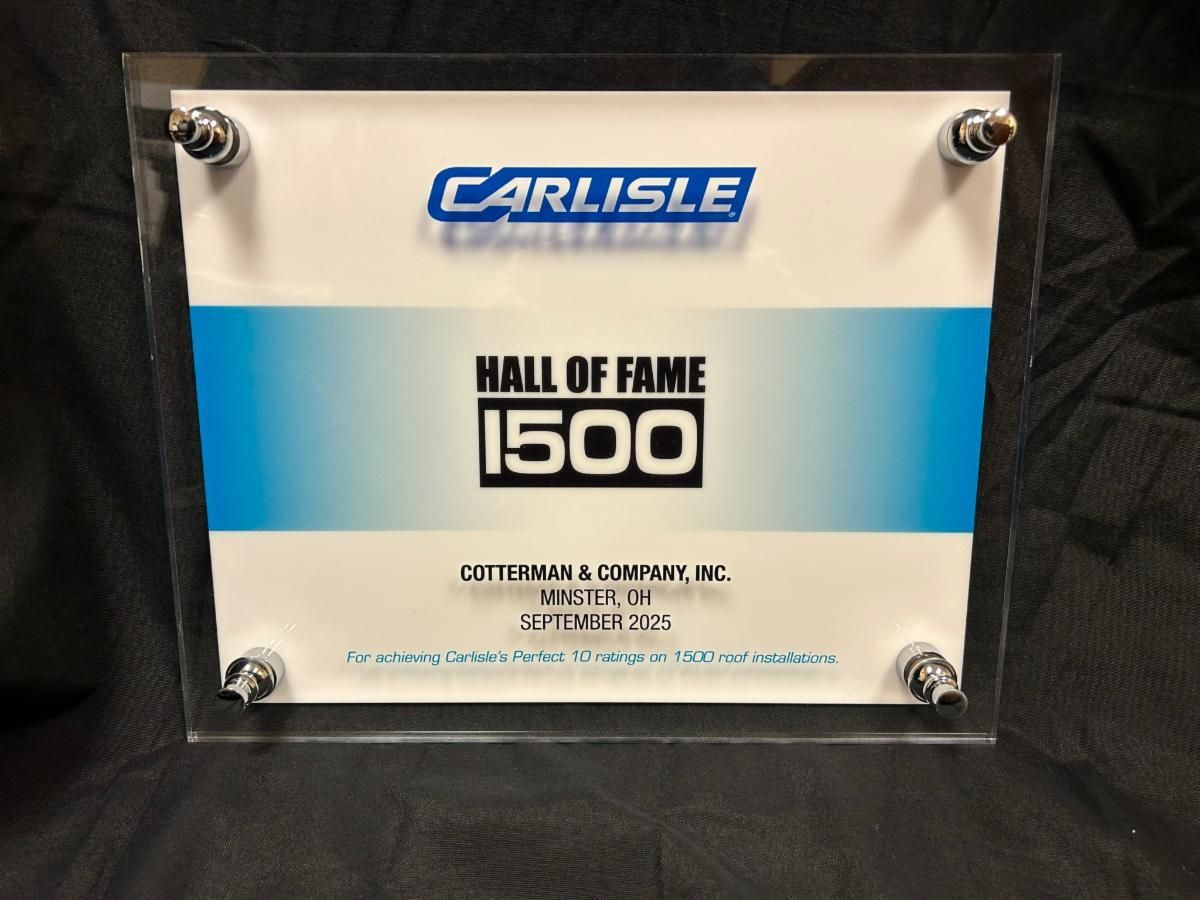 CARLISLE®
HALL OF FAME
1500
COTTERMAN & COMPANY, INC.
MINSTER, OH
SEPTEMBER 2025
For achieving Carlisle's Perfect 10 ratings on 1500 roof installations.